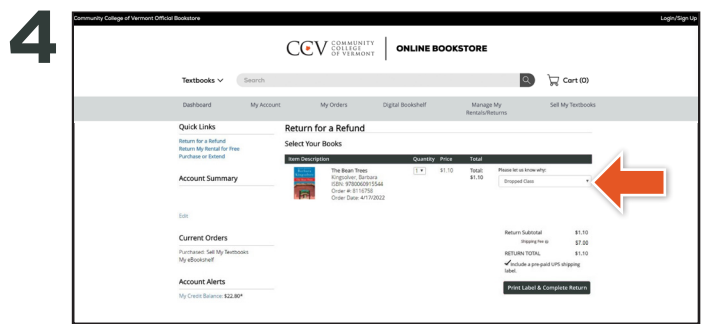 4
Community College of Vermont Official Bookstore
Login/Sign Up
CCV COMMUNITY COLLEGE OF VERMONT
ONLINE BOOKSTORE
Textbooks
Search
Cart (0)
Dashboard
My Account
My Orders
Digital Bookshelf
Manage My
Rentals/Returns
Sell My Textbooks
Quick Links
Return for a Refund
Return My Rental for Free
Purchase or Extend
Account Summary
Edit
Current Orders
Purchased: Sell My Textbooks
My eBookshelf
Account Alerts
My Credit Balance: $22.80*
Return for a Refund
Select Your Books
Item Description Quantity Price Total
The Bean Trees
Kingsolver, Barbara
ISBN: 9780060915544
Order #: 8116758
Order Date: 4/17/2022
1
$1.10
Total:
$1.10
Please let us know why:
Dropped Class
Return Subtotal $1.10
Shipping Fee $7.00
RETURN TOTAL $1.10
Include a pre-paid UPS shipping
label.
Print Label & Complete Return